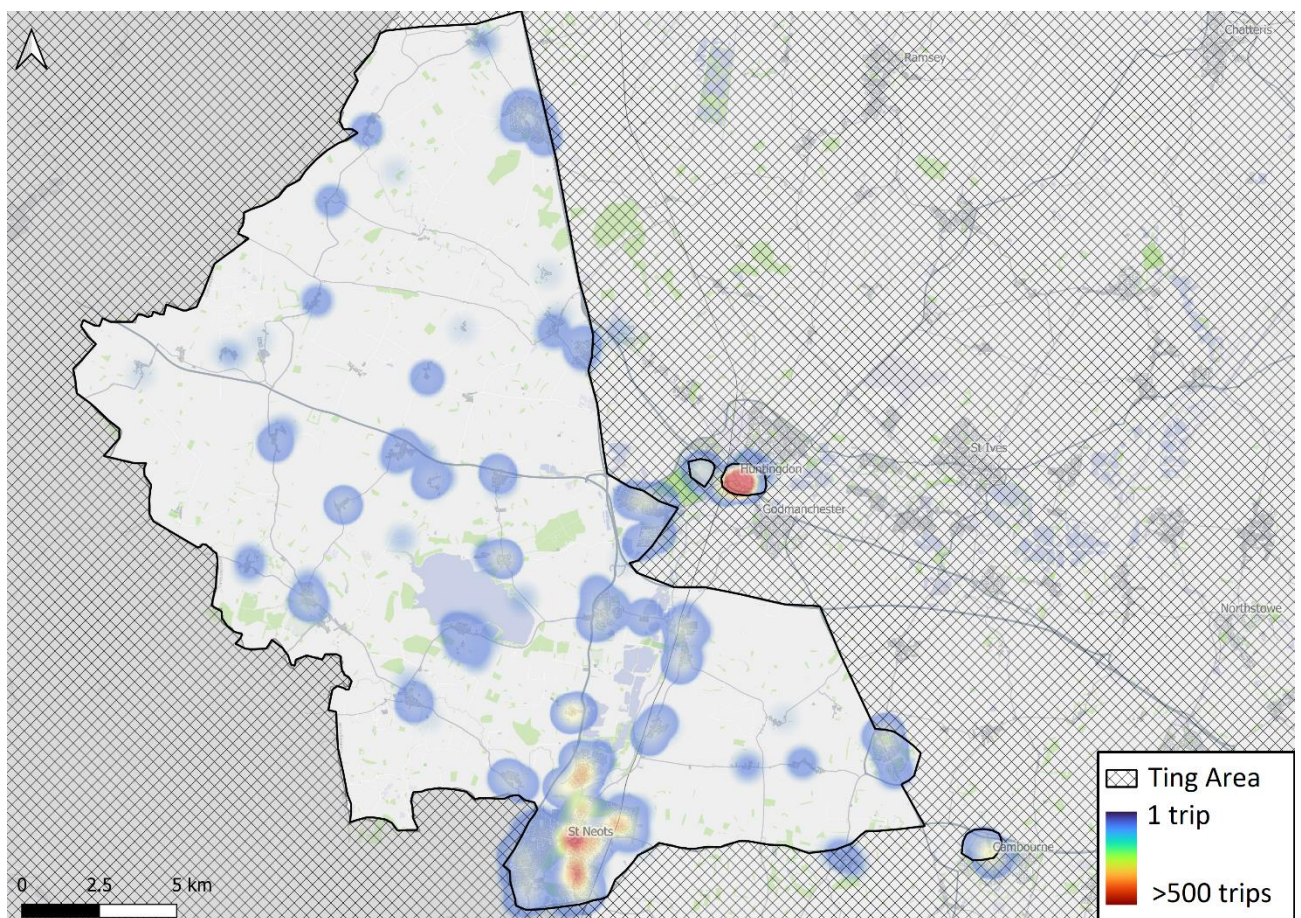 Chatteris
Ramsey
Huntingdon
St Ives
Godmanchester
Northstowe
St Neots
Cambourne
Ting Area
1 trip
>500 trips
0 2.5 5 km